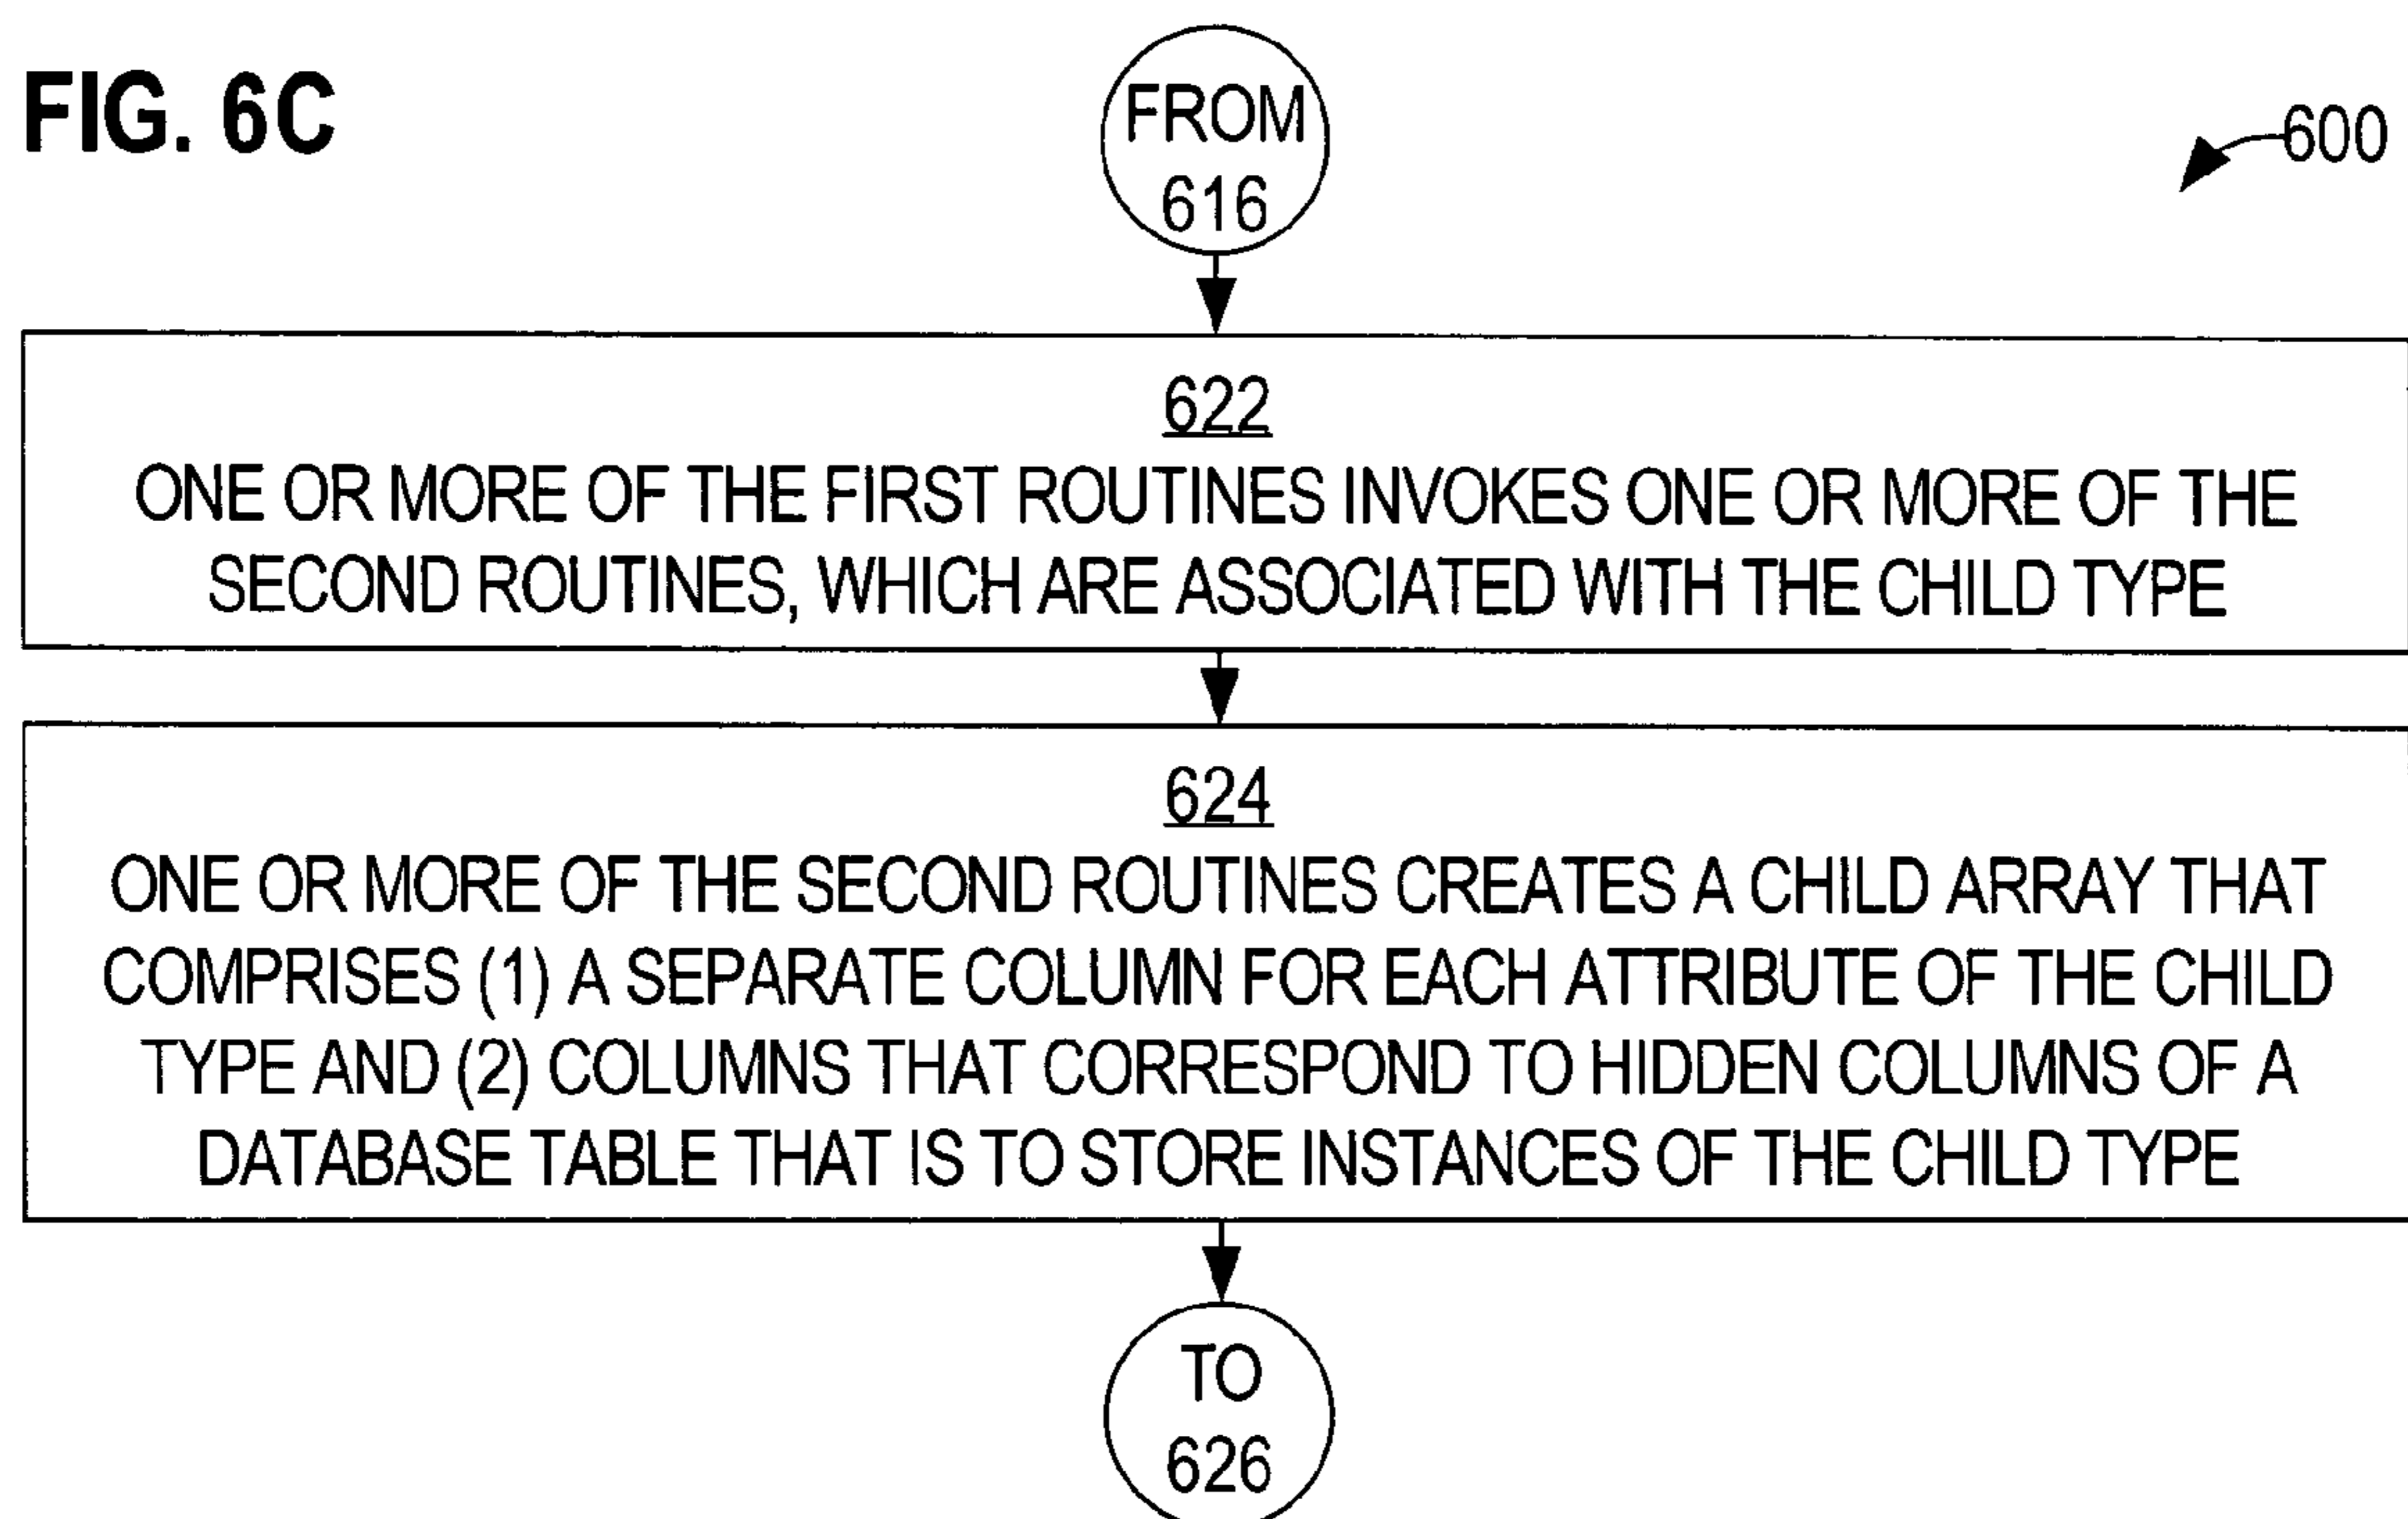 FIG. 6C
FROM
616
600
622
ONE OR MORE OF THE FIRST ROUTINES INVOKES ONE OR MORE OF THE
SECOND ROUTINES, WHICH ARE ASSOCIATED WITH THE CHILD TYPE
624
ONE OR MORE OF THE SECOND ROUTINES CREATES A CHILD ARRAY THAT
COMPRISES (1) A SEPARATE COLUMN FOR EACH ATTRIBUTE OF THE CHILD
TYPE AND (2) COLUMNS THAT CORRESPOND TO HIDDEN COLUMNS OF A
DATABASE TABLE THAT IS TO STORE INSTANCES OF THE CHILD TYPE
TO
626